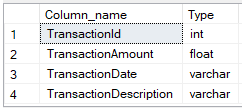 Column_name Type
1 TransactionId int
2 TransactionAmount float
3 TransactionDate varchar
4 TransactionDescription varchar